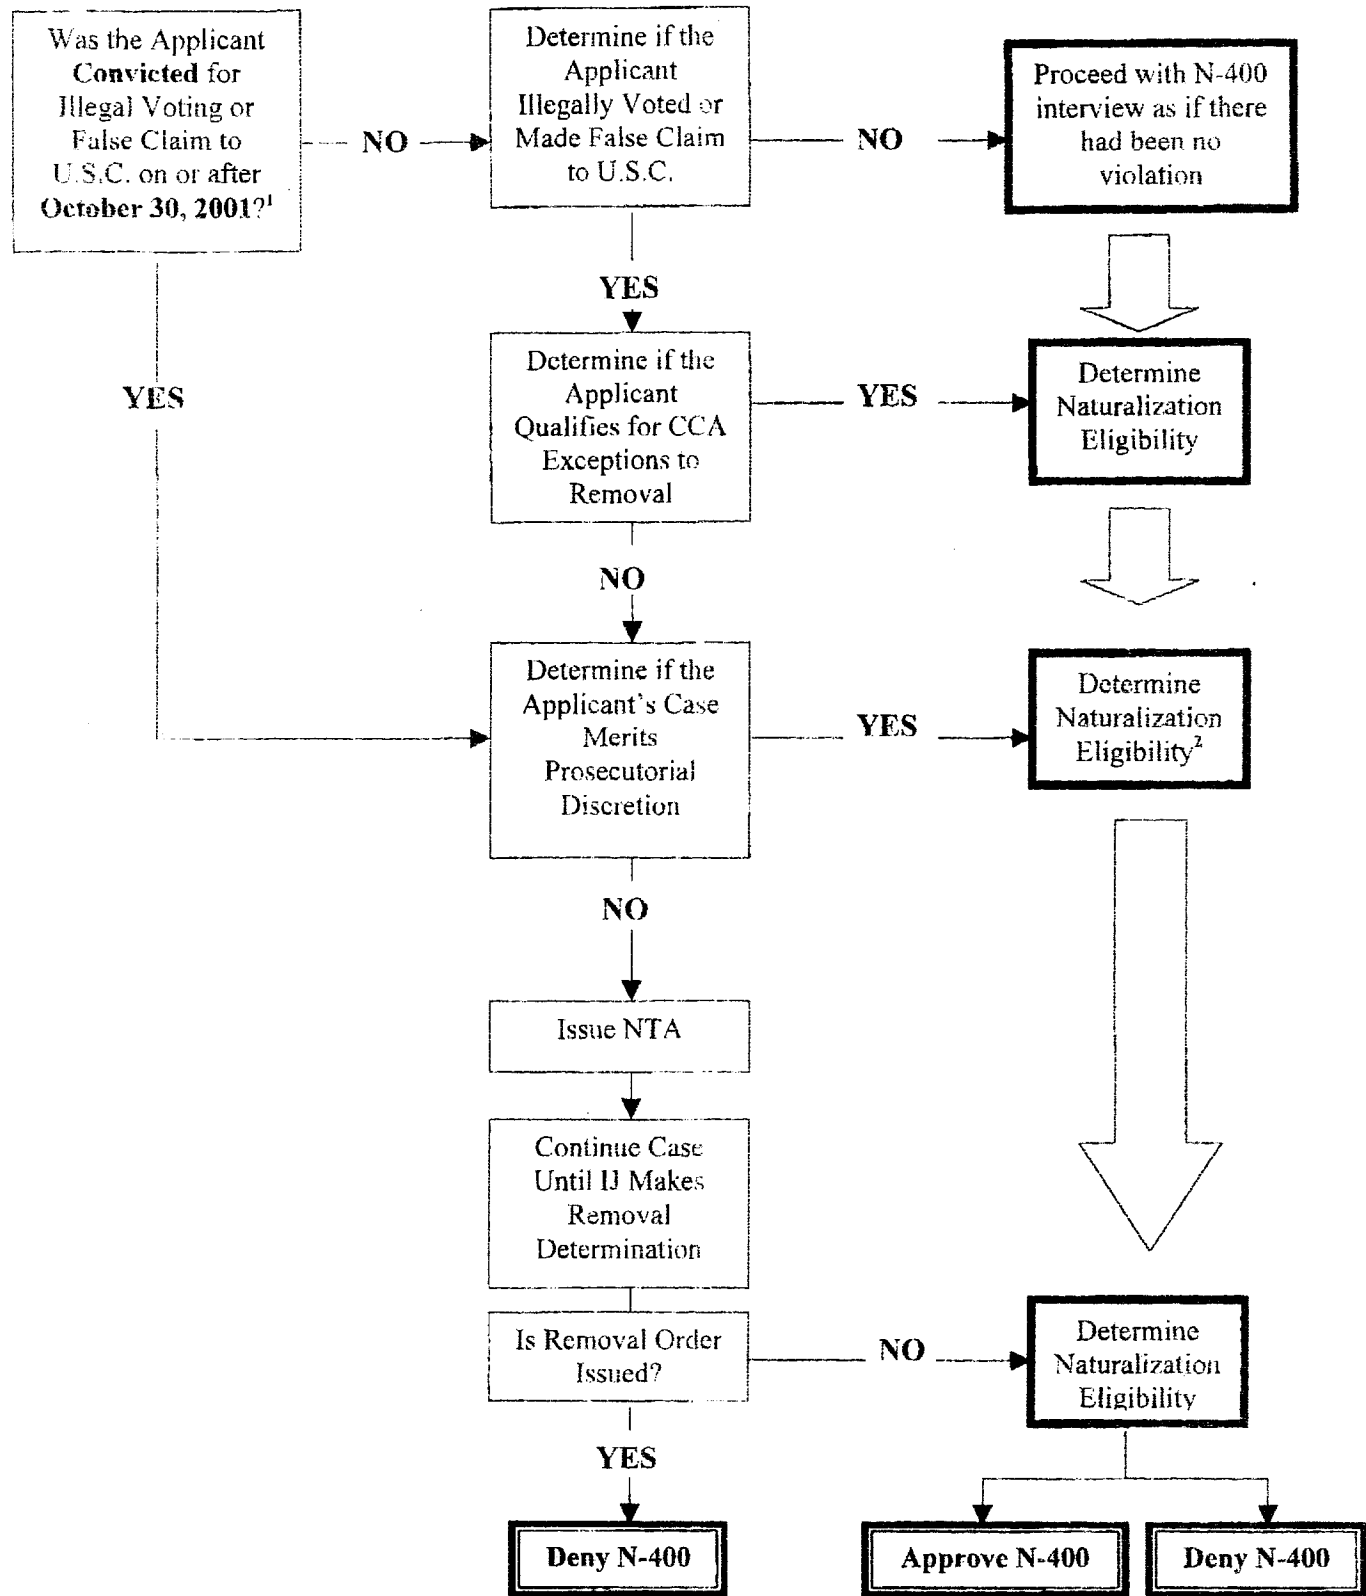 Was the Applicant
Convicted for
Illegal Voting or
False Claim to
U.S.C. on or after
October 30, 2001?¹
NO
Determine if the
Applicant
Illegally Voted or
Made False Claim
to U.S.C.
NO
Proceed with N-400
interview as if there
had been no
violation
YES
YES
Determine if the
Applicant
Qualifies for CCA
Exceptions to
Removal
YES
Determine
Naturalization
Eligibility
NO
Determine if the
Applicant's Case
Merits
Prosecutorial
Discretion
YES
Determine
Naturalization
Eligibility²
NO
Issue NTA
Continue Case
Until IJ Makes
Removal
Determination
Is Removal Order
Issued?
NO
Determine
Naturalization
Eligibility
YES
Deny N-400
Approve N-400
Deny N-400